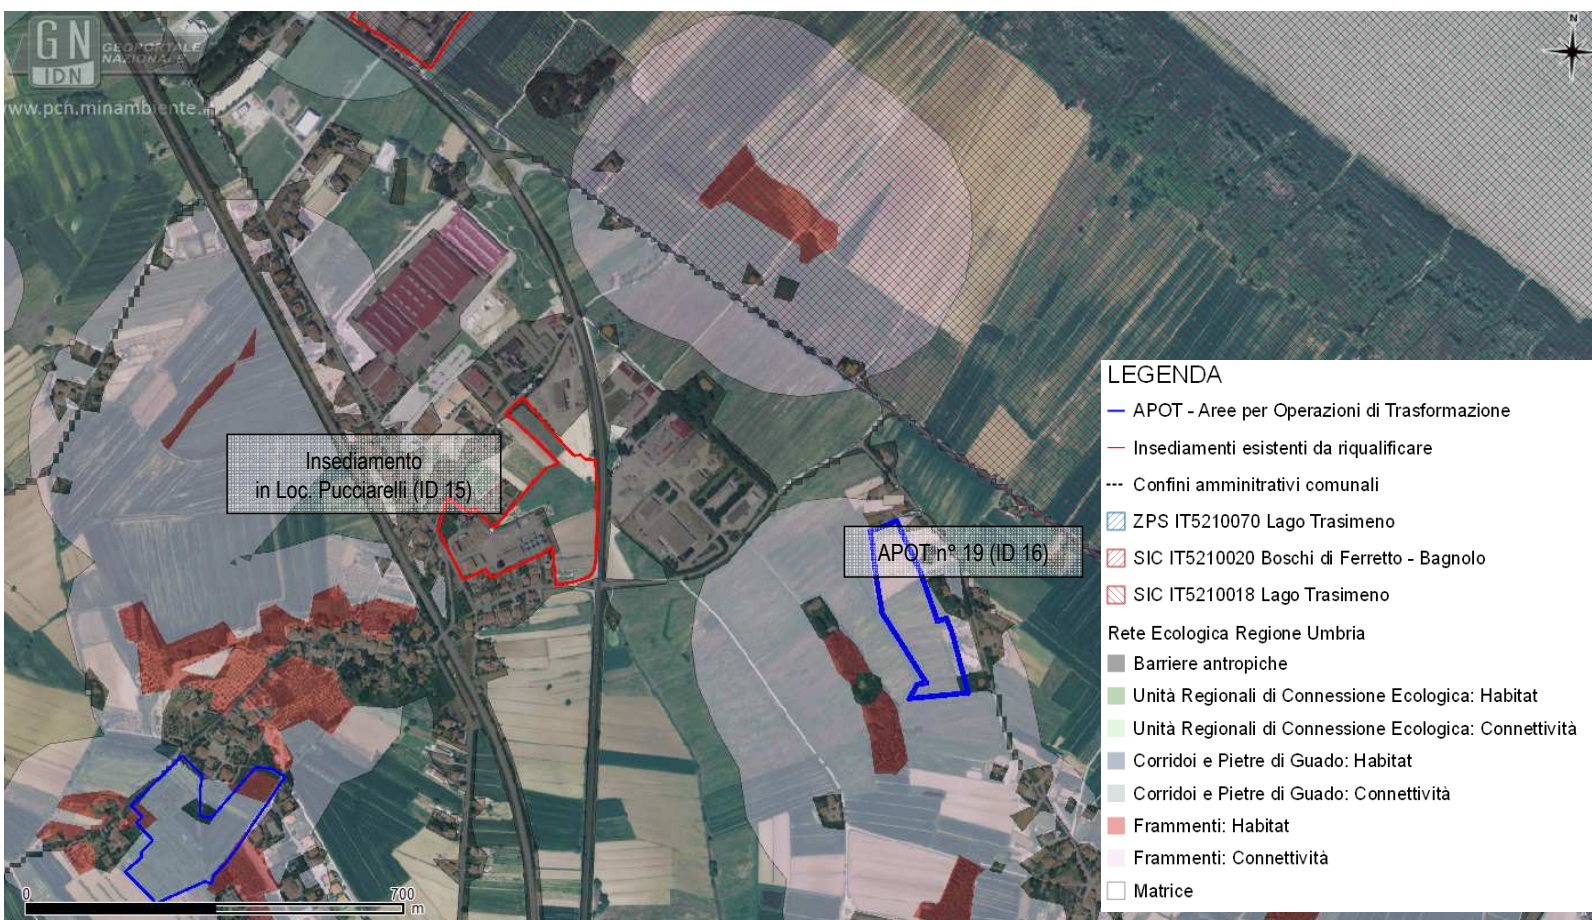 GN
IDN
GEOPORTALE
NAZIONALE
www.pcn.minambiente.it
N
Insediamento
in Loc. Pucciarelli (ID 15)
APOT n° 19 (ID 16)
LEGENDA
APOT - Aree per Operazioni di Trasformazione
Insediamenti esistenti da riqualificare
Confini amminitrativi comunali
ZPS IT5210070 Lago Trasimeno
SIC IT5210020 Boschi di Ferretto - Bagnolo
SIC IT5210018 Lago Trasimeno
Rete Ecologica Regione Umbria
Barriere antropiche
Unità Regionali di Connessione Ecologica: Habitat
Unità Regionali di Connessione Ecologica: Connettività
Corridoi e Pietre di Guado: Habitat
Corridoi e Pietre di Guado: Connettività
Frammenti: Habitat
Frammenti: Connettività
Matrice
0 700
m